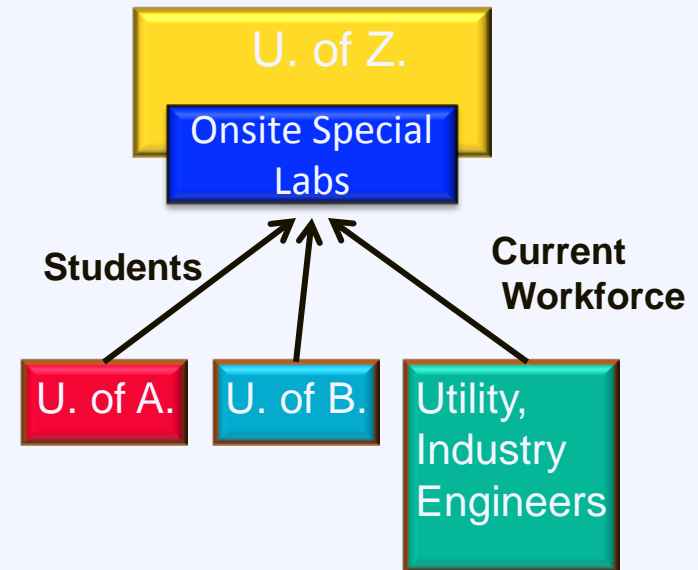 U. of Z.
Onsite Special
Labs
Students
Current
Workforce
U. of A.
U. of B.
Utility,
Industry
Engineers